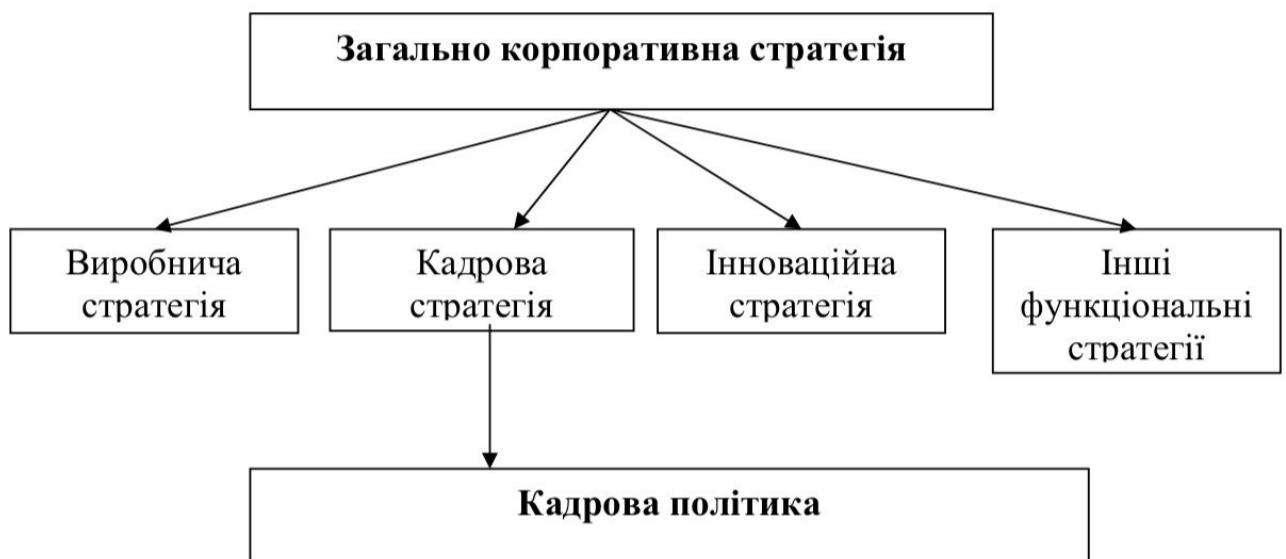 Загально корпоративна стратегія
Виробнича
стратегія
Кадрова
стратегія
Інноваційна
стратегія
Інші
функціональні
стратегії
Кадрова політика